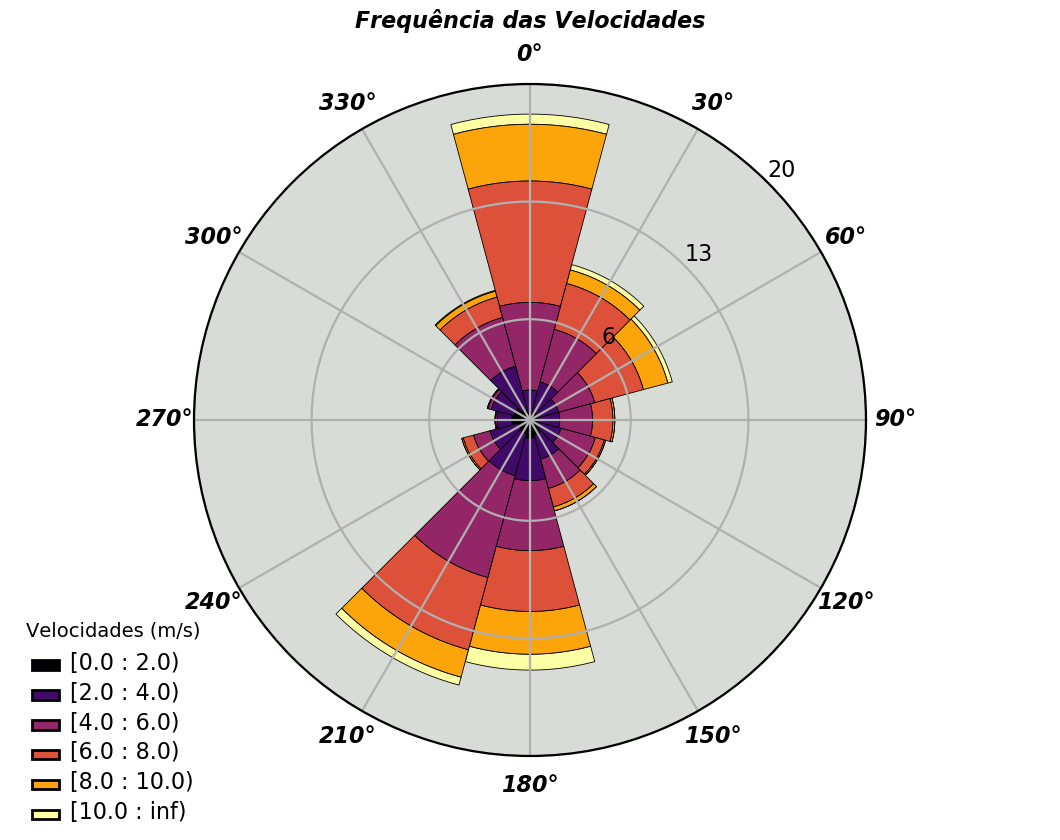 Frequência das Velocidades
0°
330°
30°
20
300°
60°
13
6
270°
90°
240°
120°
210°
150°
180°
Velocidades (m/s)
[0.0 : 2.0)
[2.0 : 4.0)
[4.0 : 6.0)
[6.0 : 8.0)
[8.0 : 10.0)
[10.0 : inf)